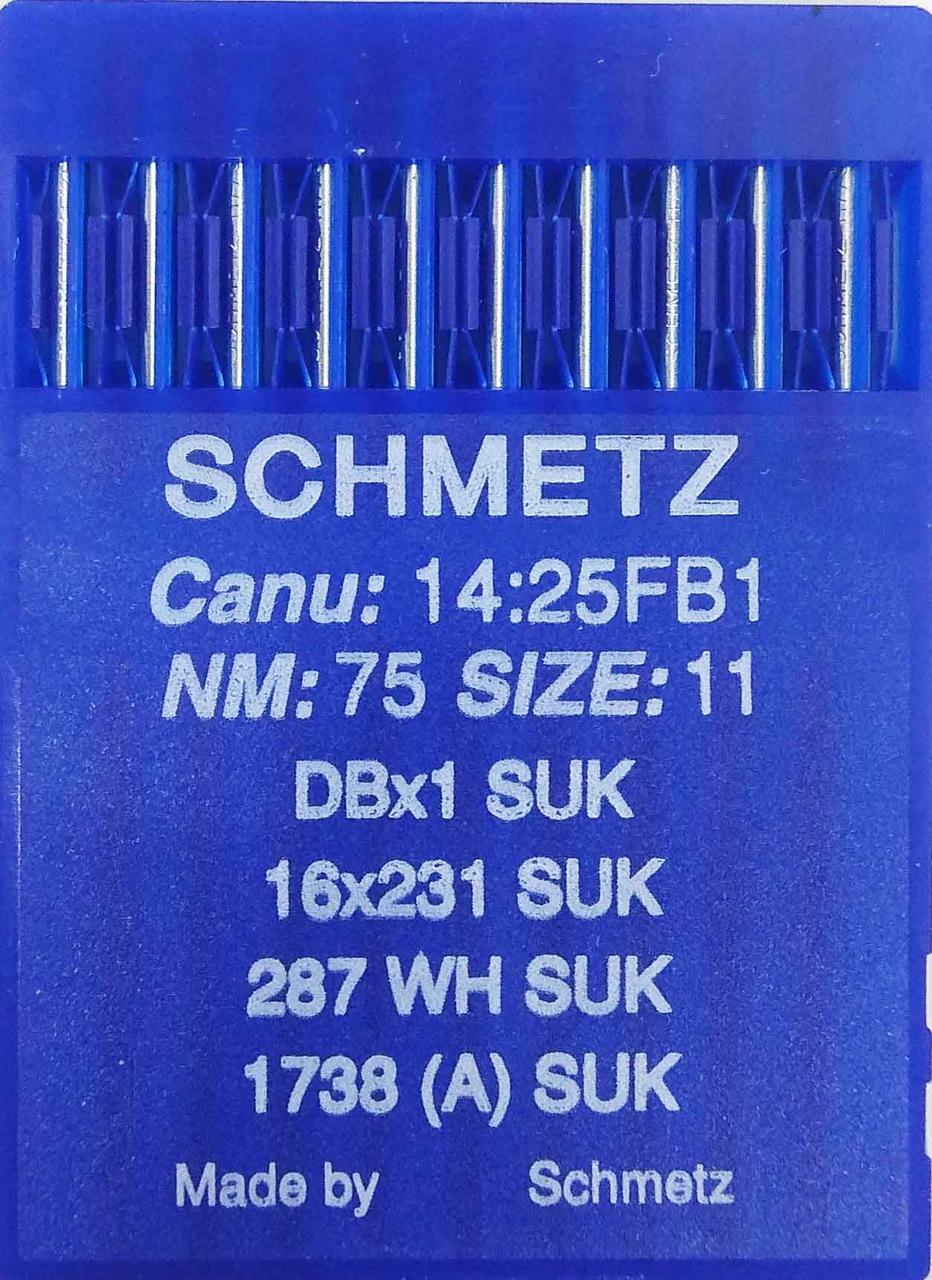 SCHMETZ
Canu: 14:25FB1
NM: 75 SIZE: 11
DBx1 SUK
16x231 SUK
287 WH SUK
1738 (A) SUK
Made by Schmetz